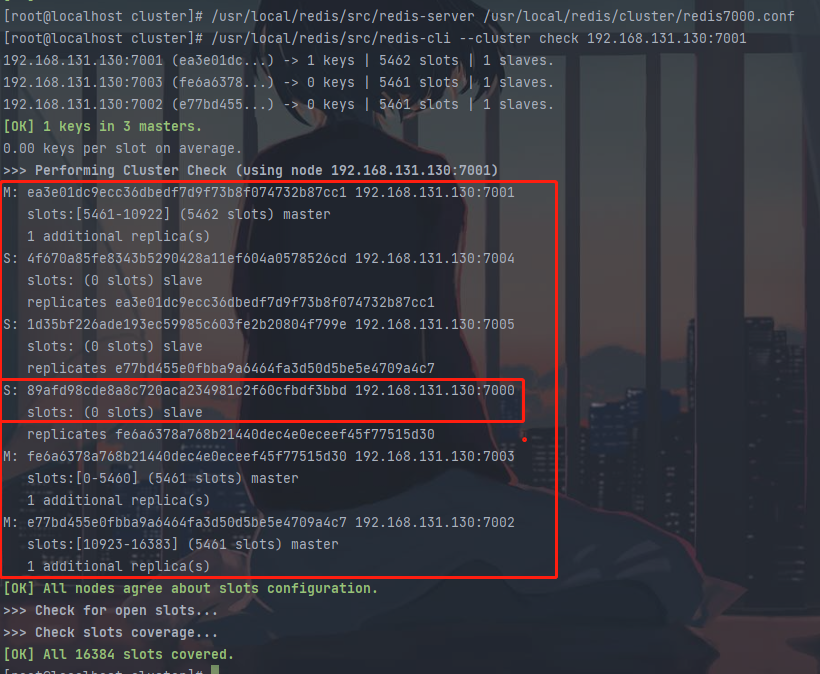 [root@localhost cluster]# /usr/local/redis/src/redis-server /usr/local/redis/cluster/redis7000.conf
[root@localhost cluster]# /usr/local/redis/src/redis-cli --cluster check 192.168.131.130:7001
192.168.131.130:7001 (ea3e01dc...) -> 1 keys | 5462 slots | 1 slaves.
192.168.131.130:7003 (fe6a6378...) -> 0 keys | 5461 slots | 1 slaves.
192.168.131.130:7002 (e77bd455...) -> 0 keys | 5461 slots | 1 slaves.
[OK] 1 keys in 3 masters.
0.00 keys per slot on average.
>>> Performing Cluster Check (using node 192.168.131.130:7001)
M: ea3e01dc9ecc36dbedf7d9f73b8f074732b87cc1 192.168.131.130:7001
   slots:[5461-10922] (5462 slots) master
   1 additional replica(s)
S: 4f670a85fe8343b5290428a11ef604a0578526cd 192.168.131.130:7004
   slots: (0 slots) slave
   replicates ea3e01dc9ecc36dbedf7d9f73b8f074732b87cc1
S: 1d35bf226ade193ec59985c603fe2b20804f799e 192.168.131.130:7005
   slots: (0 slots) slave
   replicates e77bd455e0fbba9a6464fa3d50d5be5e4709a4c7
S: 89afd98cde8a8c720aca234981c2f60cfbdf3bbd 192.168.131.130:7000
   slots: (0 slots) slave
   replicates fe6a6378a768b21440dec4e0eceef45f77515d30
M: fe6a6378a768b21440dec4e0eceef45f77515d30 192.168.131.130:7003
   slots:[0-5460] (5461 slots) master
   1 additional replica(s)
M: e77bd455e0fbba9a6464fa3d50d5be5e4709a4c7 192.168.131.130:7002
   slots:[10923-16383] (5461 slots) master
   1 additional replica(s)
[OK] All nodes agree about slots configuration.
>>> Check for open slots...
>>> Check slots coverage...
[OK] All 16384 slots covered.
[root@localhost cluster]#